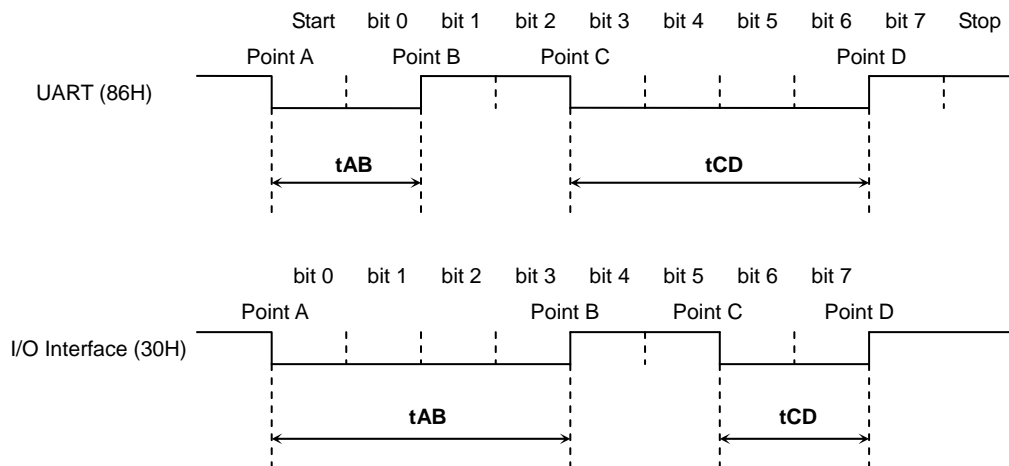 Start bit 0 bit 1 bit 2 bit 3 bit 4 bit 5 bit 6 bit 7 Stop
Point A Point B Point C Point D
UART (86H)
tAB tCD
bit 0 bit 1 bit 2 bit 3 bit 4 bit 5 bit 6 bit 7
Point A Point B Point C Point D
I/O Interface (30H)
tAB tCD